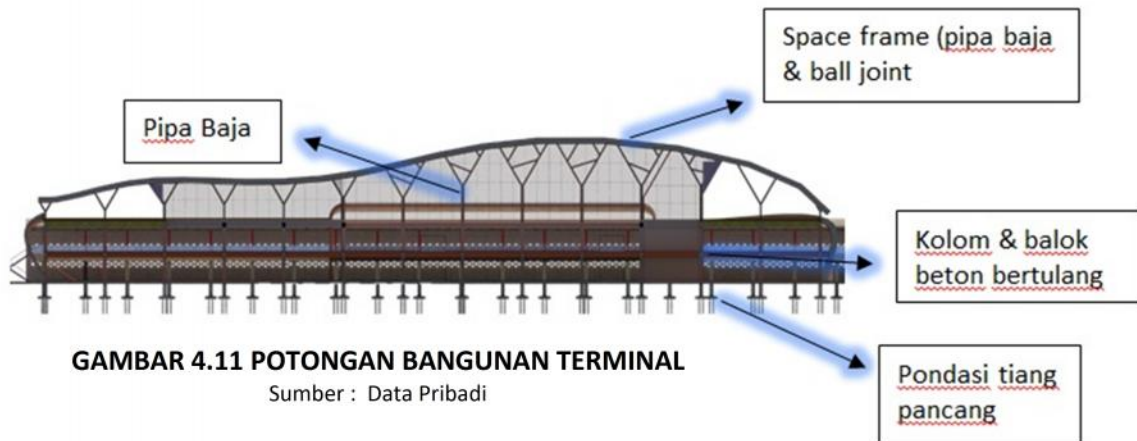 Space frame (pipa baja
& ball joint
Pipa Baja
Kolom & balok
beton bertulang
GAMBAR 4.11 POTONGAN BANGUNAN TERMINAL
Sumber : Data Pribadi
Pondasi tiang
pancang